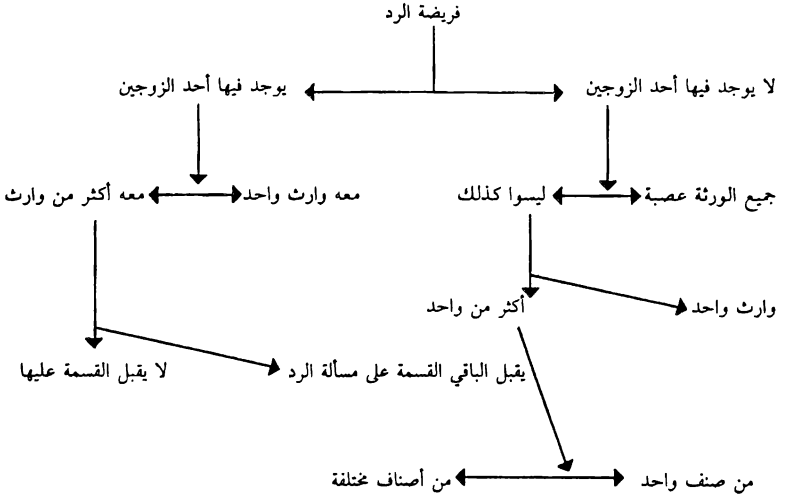 فريضة الرد
لا يوجد فيها أحد الزوجين
يوجد فيها أحد الزوجين
جميع الورثة عصبة
ليسوا كذلك
معه وارث واحد
معه أكثر من وارث
وارث واحد
أكثر من واحد
يقبل الباقي القسمة على مسألة الرد
لا يقبل القسمة عليها
من صنف واحد
من أصناف مختلفة